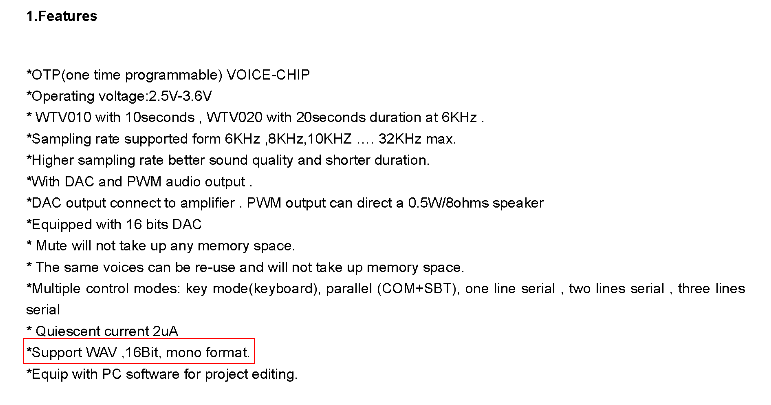 1.Features
*OTP(one time programmable) VOICE-CHIP
*Operating voltage:2.5V-3.6V
* WTV010 with 10seconds , WTV020 with 20seconds duration at 6KHz .
*Sampling rate supported form 6KHz ,8KHz,10KHZ .... 32KHz max.
*Higher sampling rate better sound quality and shorter duration.
*With DAC and PWM audio output .
*DAC output connect to amplifier . PWM output can direct a 0.5W/8ohms speaker
*Equipped with 16 bits DAC
* Mute will not take up any memory space.
* The same voices can be re-use and will not take up memory space.
*Multiple control modes: key mode(keyboard), parallel (COM+SBT), one line serial , two lines serial , three lines
serial
* Quiescent current 2uA
*Support WAV ,16Bit, mono format.
*Equip with PC software for project editing.